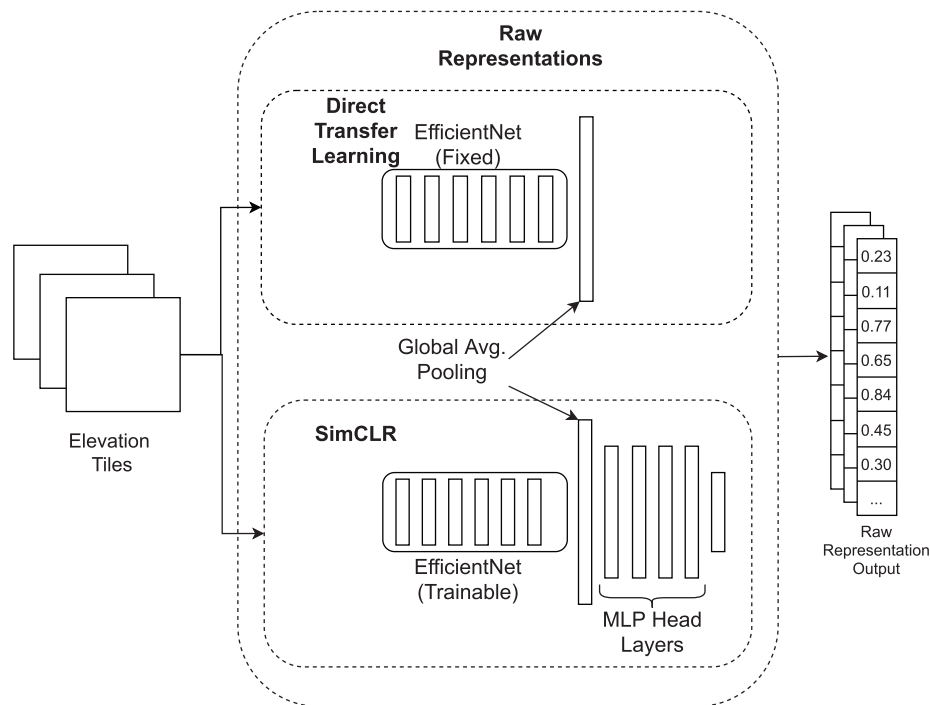 Raw
Representations
Direct
Transfer
Learning
EfficientNet
(Fixed)
Global Avg.
Pooling
Elevation
Tiles
SimCLR
EfficientNet
(Trainable)
MLP Head
Layers
0.23
0.11
0.77
0.65
0.84
0.45
0.30
...
Raw
Representation
Output